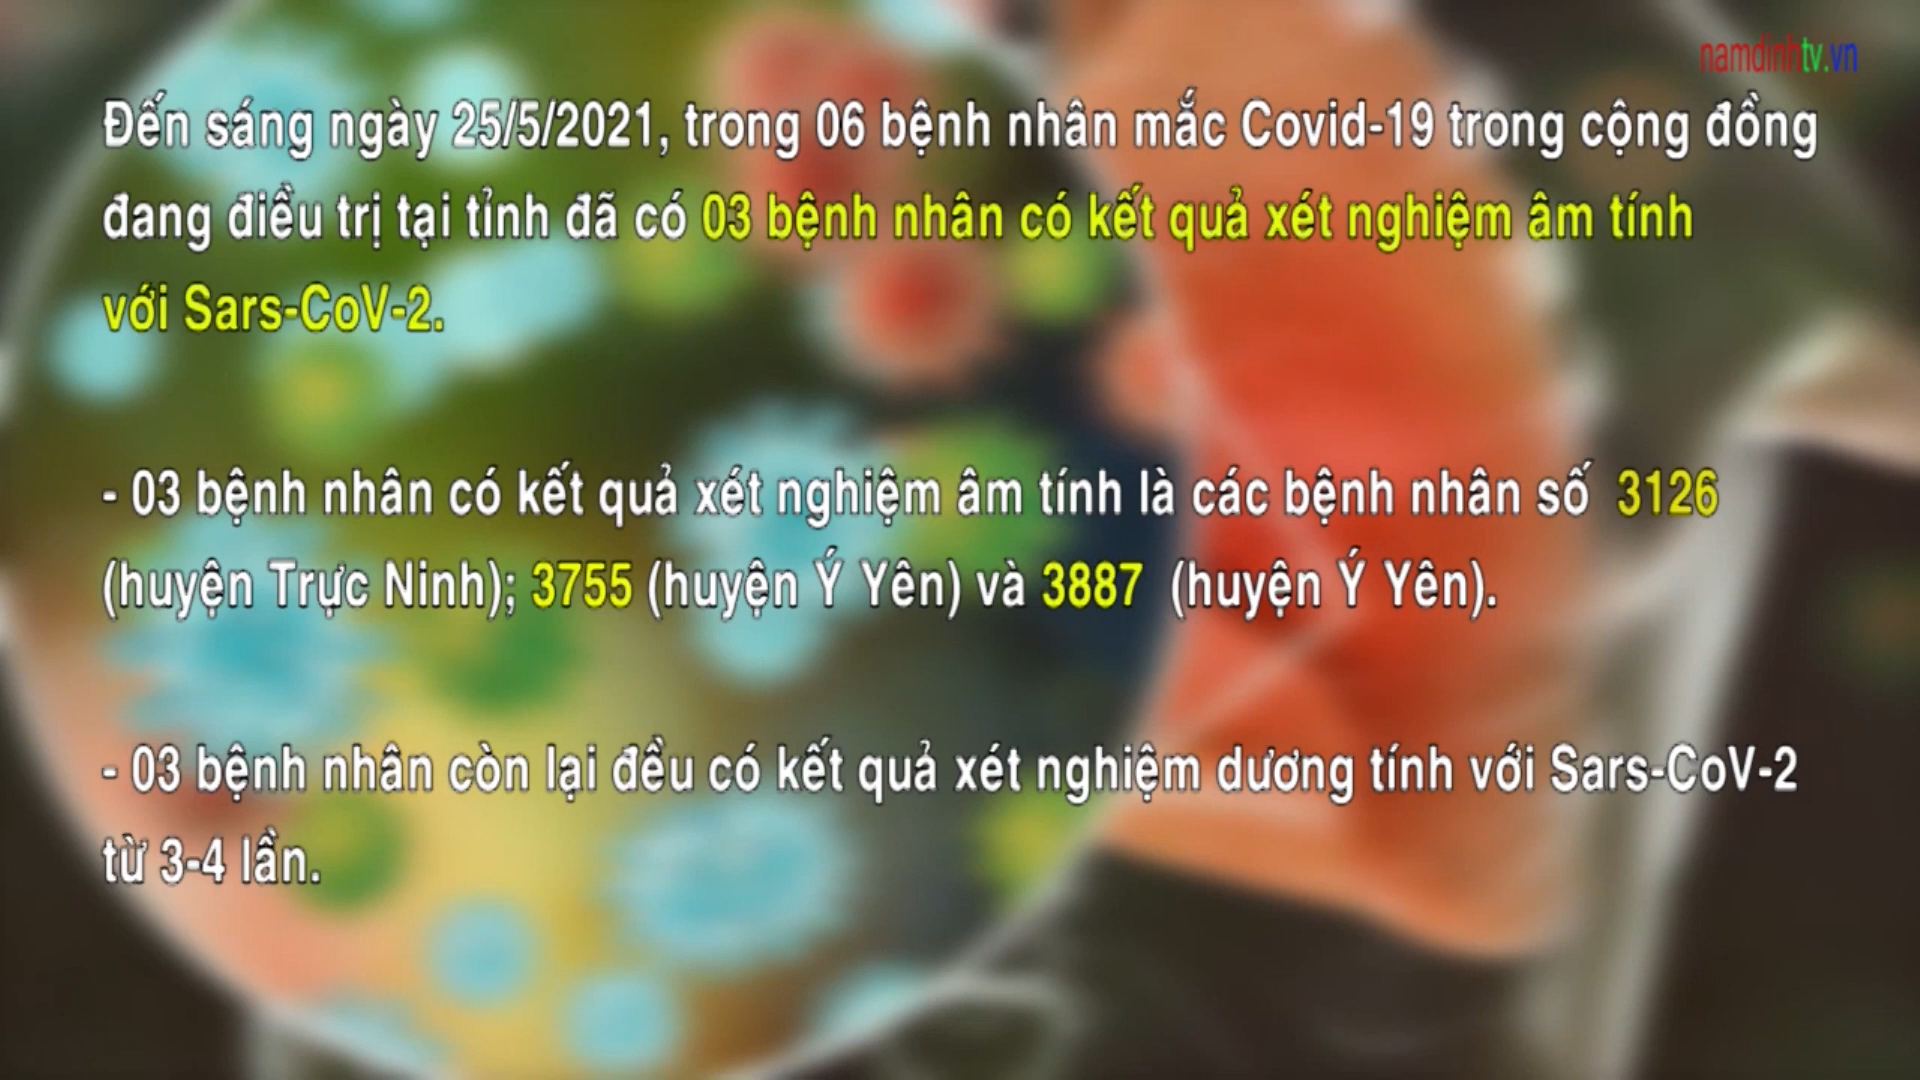 namdinhtv.vn
Đến sáng ngày 25/5/2021, trong 06 bệnh nhân mắc Covid-19 trong cộng đồng
đang điều trị tại tỉnh đã có 03 bệnh nhân có kết quả xét nghiệm âm tính
với Sars-CoV-2.
- 03 bệnh nhân có kết quả xét nghiệm âm tính là các bệnh nhân số 3126
(huyện Trực Ninh); 3755 (huyện Ý Yên) và 3887 (huyện Ý Yên).
- 03 bệnh nhân còn lại đều có kết quả xét nghiệm dương tính với Sars-CoV-2
từ 3-4 lần.